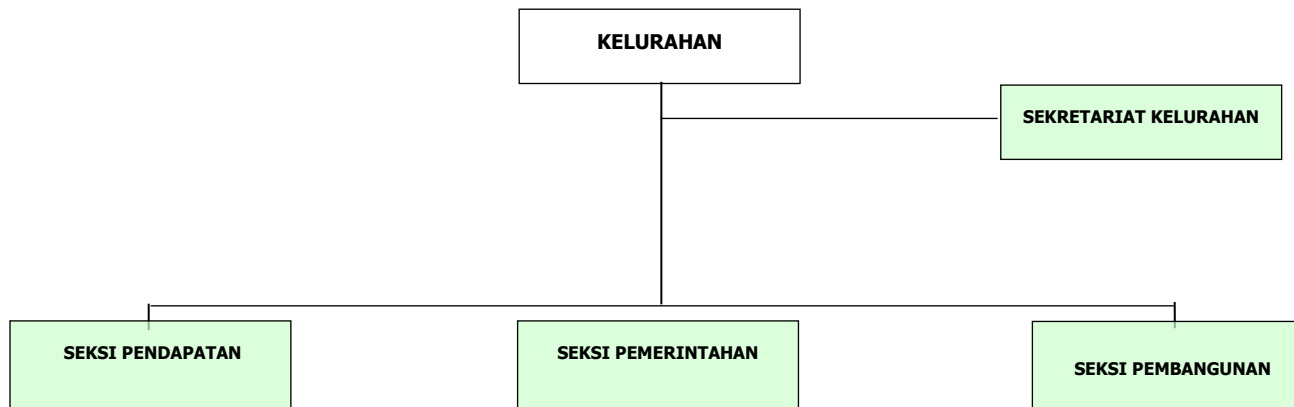 KELURAHAN
SEKRETARIAT KELURAHAN
SEKSI PENDAPATAN
SEKSI PEMERINTAHAN
SEKSI PEMBANGUNAN